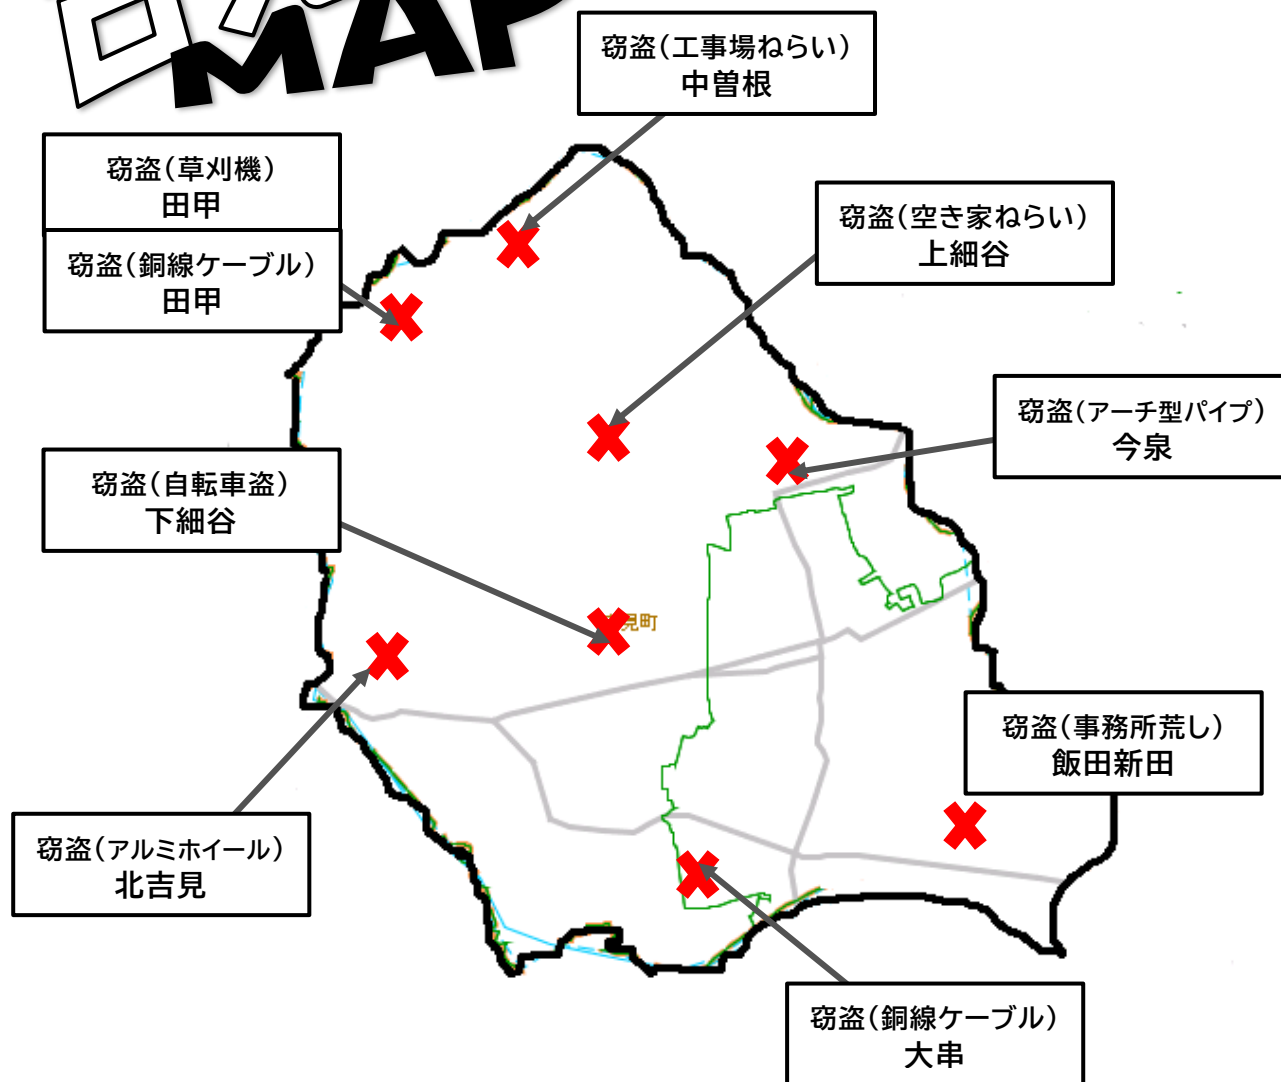 MAP
窃盗(工事場ねらい)
中曽根
窃盗(草刈機)
田甲
窃盗(銅線ケーブル)
田甲
窃盗(空き家ねらい)
上細谷
窃盗(アーチ型パイプ)
今泉
窃盗(自転車盗)
下細谷
見町
窃盗(事務所荒し)
飯田新田
窃盗(アルミホイール)
北吉見
窃盗(銅線ケーブル)
大串